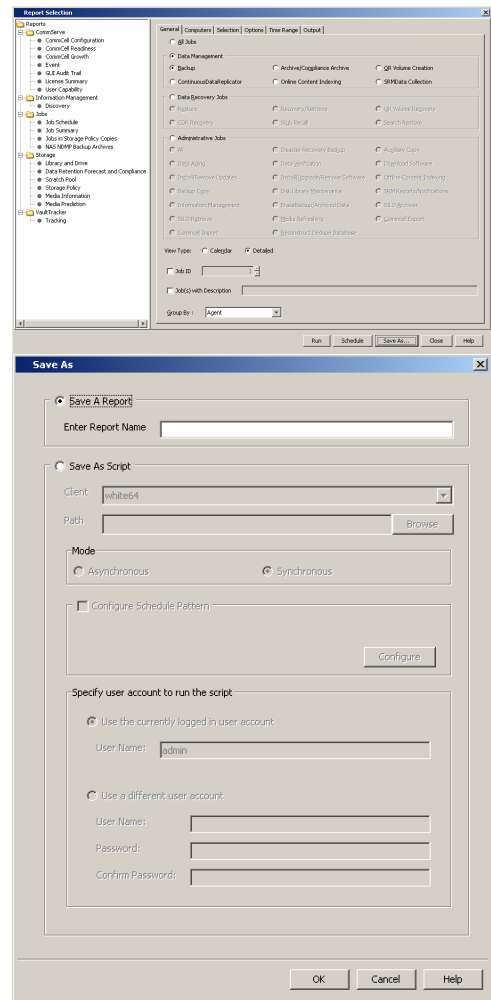 Report Selection
Reports
CommServe
CommCell Configuration
CommCell Readiness
CommCell Growth
Event
GUI Audit Trail
License Summary
User Capability
Information Management
Discovery
Jobs
Job Schedule
Job Summary
Jobs in Storage Policy Copies
NAS NDMP Backup Archives
Storage
Library and Drive
Data Retention Forecast and Compliance
Scratch Pool
Storage Policy
Media Information
Media Prediction
VaultTracker
Tracking
General Computers Selection Options Time Range Output
All Jobs
Data Management
Backup Archive/Compliance Archive QR Volume Creation
ContinuousDataReplicator Online Content Indexing SRMData Collection
Data Recovery Jobs
Restore Recovery/Retrieve QR Volume Recovery
CDR Recovery Stub Recall Search Restore
Administrative Jobs
All Disaster Recovery Backup Auxiliary Copy
Data Aging Data Verification Download Software
Install/Remove Updates Install/Upgrade/Remove Software Offline Content Indexing
Backup Copy Disk Library Maintenance SRM Reports/Notifications
Information Management EraseBackup/Archived Data SILO Archiver
SILO Retrieve Media Refreshing Commcell Export
Commcell Import Reconstruct Dedupe Database
View Type: Calendar Detailed
Job ID 1
Job(s) with Description
Group By : Agent
Run Schedule Save As... Close Help
Save As
Save A Report
Enter Report Name
Save As Script
Client white64
Path Browse
Mode
Asynchronous Synchronous
Configure Schedule Pattern
Configure
Specify user account to run the script
Use the currently logged in user account
User Name: admin
Use a different user account
User Name:
Password:
Confirm Password:
OK Cancel Help